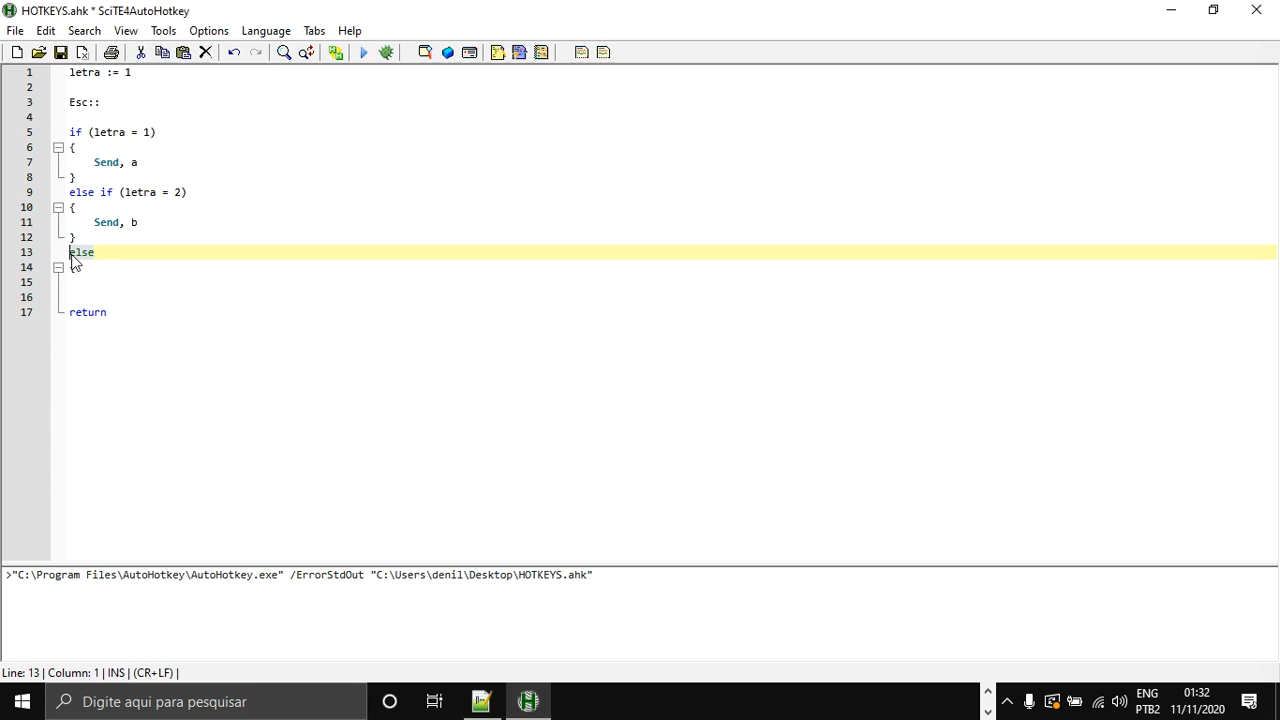 HOTKEYS.ahk * SciTE4AutoHotkey
File Edit Search View Tools Options Language Tabs Help
1 letra := 1
2
3 Esc::
4
5 if (letra = 1)
6 {
7 Send, a
8 }
9 else if (letra = 2)
10 {
11 Send, b
12 }
13 else
14 {
15
16
17 return
>"C:\Program Files\AutoHotkey\AutoHotkey.exe" /ErrorStdOut "C:\Users\denil\Desktop\HOTKEYS.ahk"
Line: 13 | Column: 1 | INS | (CR+LF) |
Digite aqui para pesquisar
ENG
PTB2
01:32
11/11/2020